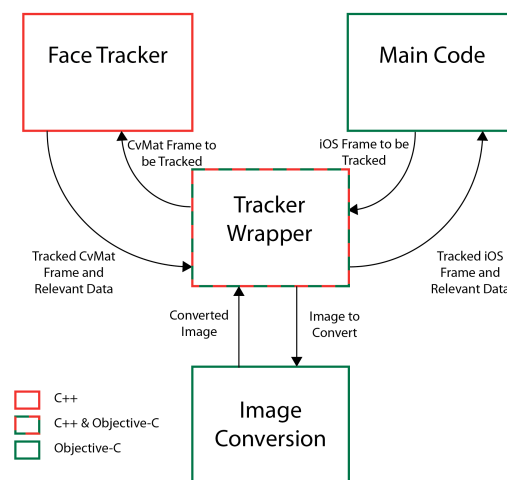 Face Tracker
Main Code
CvMat Frame to
be Tracked
iOS Frame to be
Tracked
Tracker
Wrapper
Tracked CvMat
Frame and
Relevant Data
Tracked iOS
Frame and
Relevant Data
Converted
Image
Image to
Convert
Image
Conversion
C++
C++ & Objective-C
Objective-C